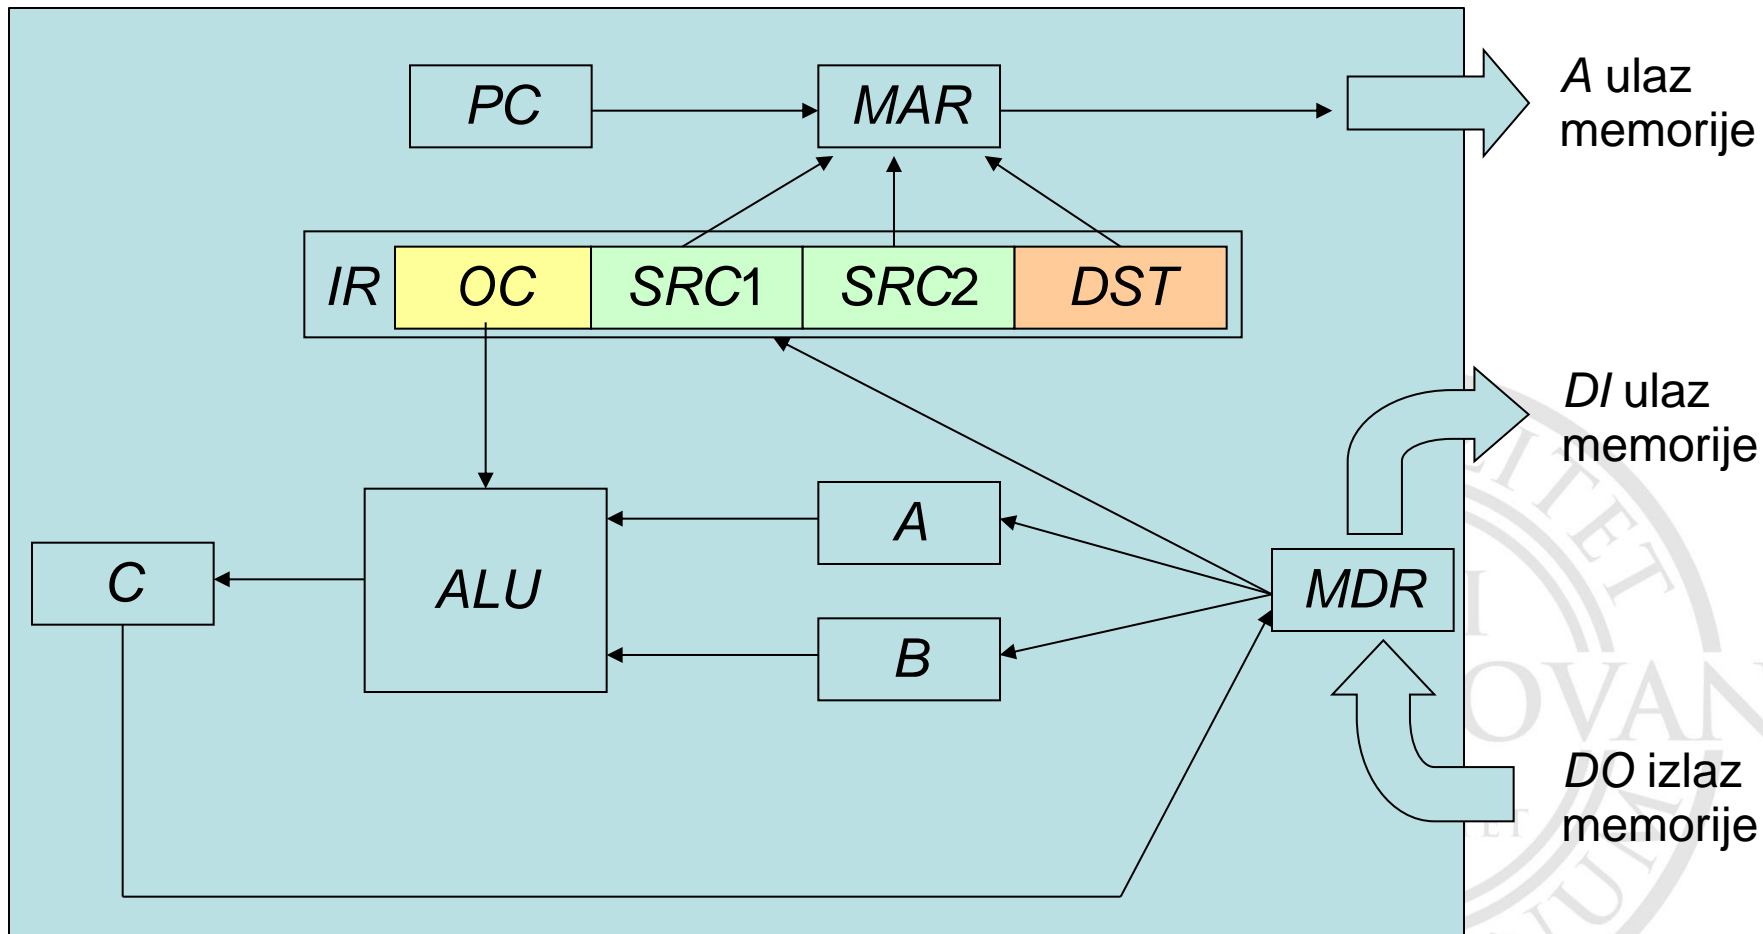 PC
MAR
A ulaz
memorije
IR OC SRC1 SRC2 DST
DI ulaz
memorije
A
C
ALU
MDR
B
DO izlaz
memorije